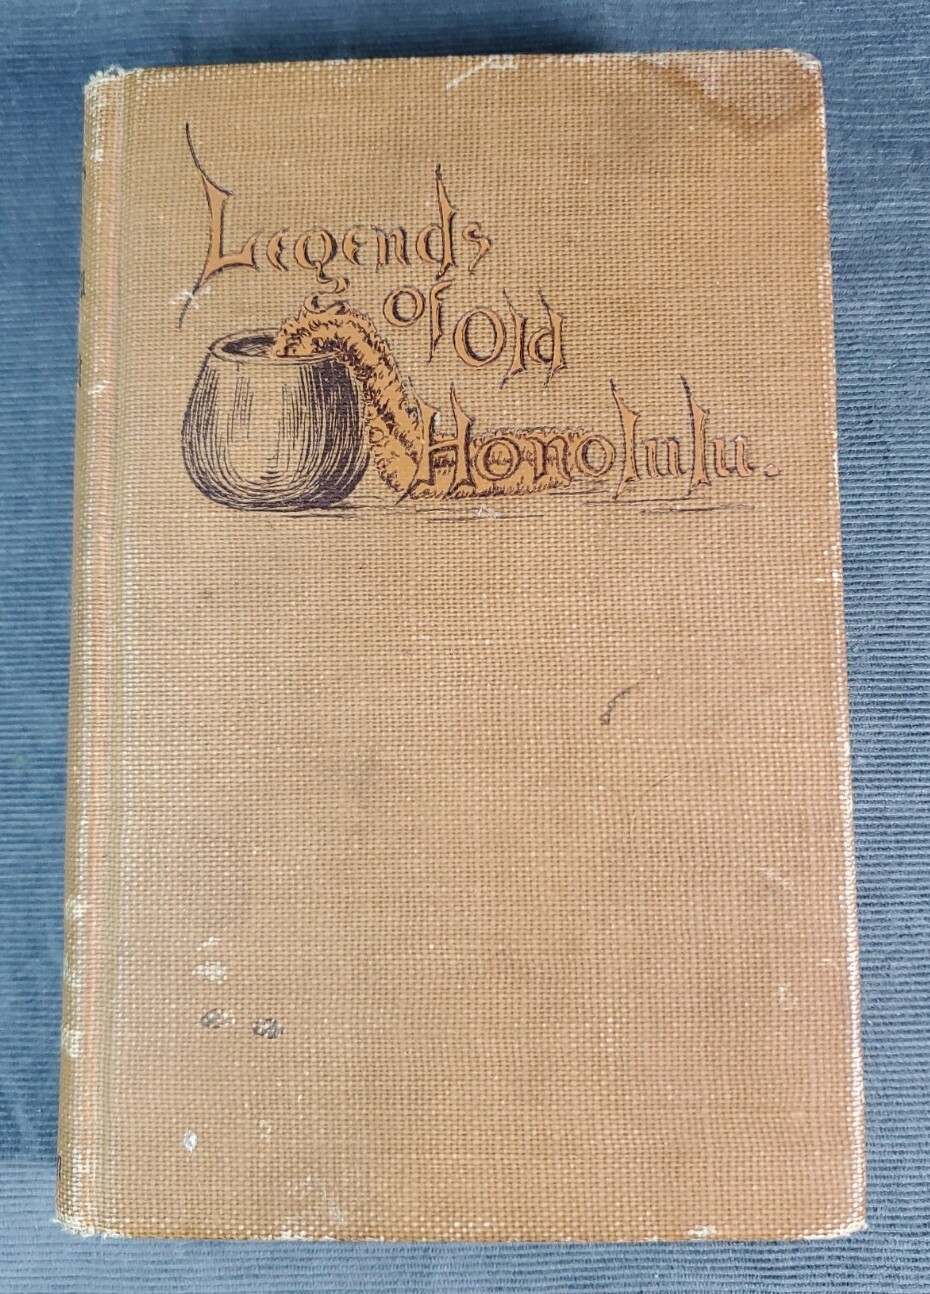 Legends
of Old
Honolulu.